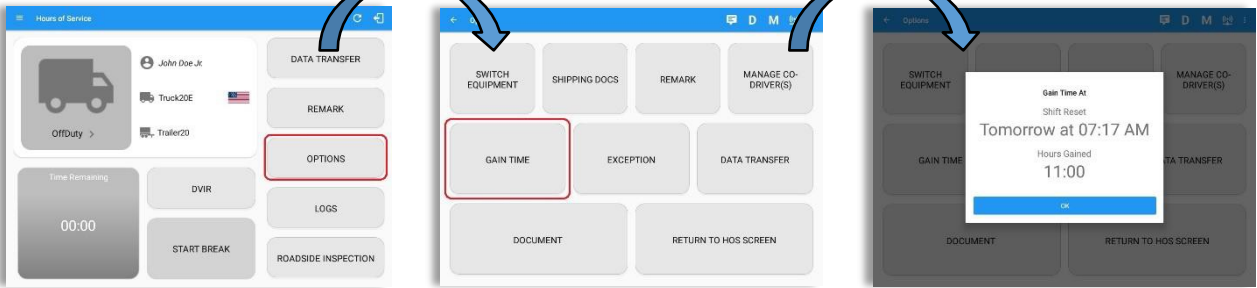 Hours of Service
John Doe Jr.
Truck20E
Trailer20
OffDuty >
Time Remaining
00:00
DVIR
START BREAK
DATA TRANSFER
REMARK
OPTIONS
LOGS
ROADSIDE INSPECTION
D M
SWITCH
EQUIPMENT
SHIPPING DOCS
REMARK
MANAGE CO-
DRIVER(S)
GAIN TIME
EXCEPTION
DATA TRANSFER
DOCUMENT
RETURN TO HOS SCREEN
Options
D M
SWITCH
EQUIPMENT
MANAGE CO-
DRIVER(S)
GAIN TIME
TA TRANSFER
DOCUMENT
RETURN TO HOS SCREEN
Gain Time At
Shift Reset
Tomorrow at 07:17 AM
Hours Gained
11:00
OK